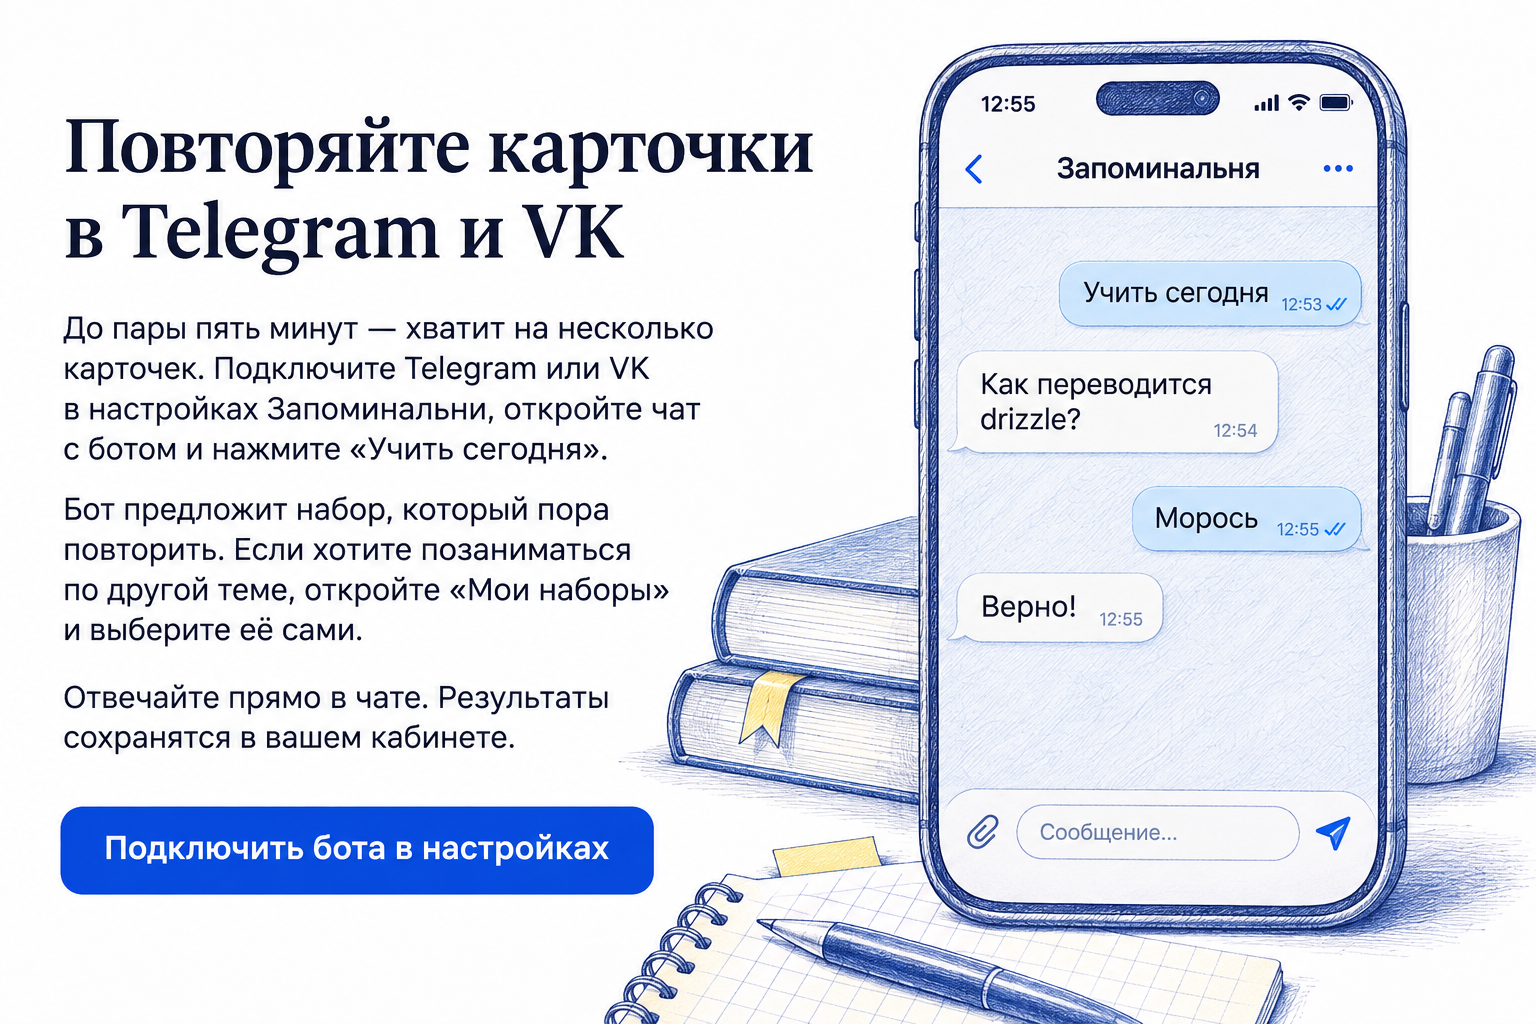 Повторяйте карточки
в Telegram и VK
До пары пять минут — хватит на несколько
карточек. Подключите Telegram или VK
в настройках Запоминальни, откройте чат
с ботом и нажмите «Учить сегодня».
Бот предложит набор, который пора
повторить. Если хотите позаниматься
по другой теме, откройте «Мои наборы»
и выберите её сами.
Отвечайте прямо в чате. Результаты
сохранятся в вашем кабинете.
Подключить бота в настройках
12:55
Запоминальня
Учить сегодня 12:53
Как переводится
drizzle? 12:54
Морось 12:55
Верно! 12:55
Сообщение...